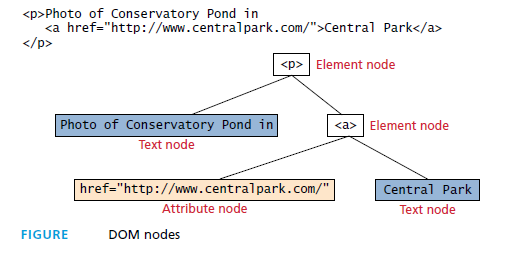 <p>Photo of Conservatory Pond in
<a href="http://www.centralpark.com/">Central Park</a>
</p>
<p> Element node
Photo of Conservatory Pond in <a> Element node
Text node
href="http://www.centralpark.com/" Central Park
Attribute node Text node
FIGURE DOM nodes